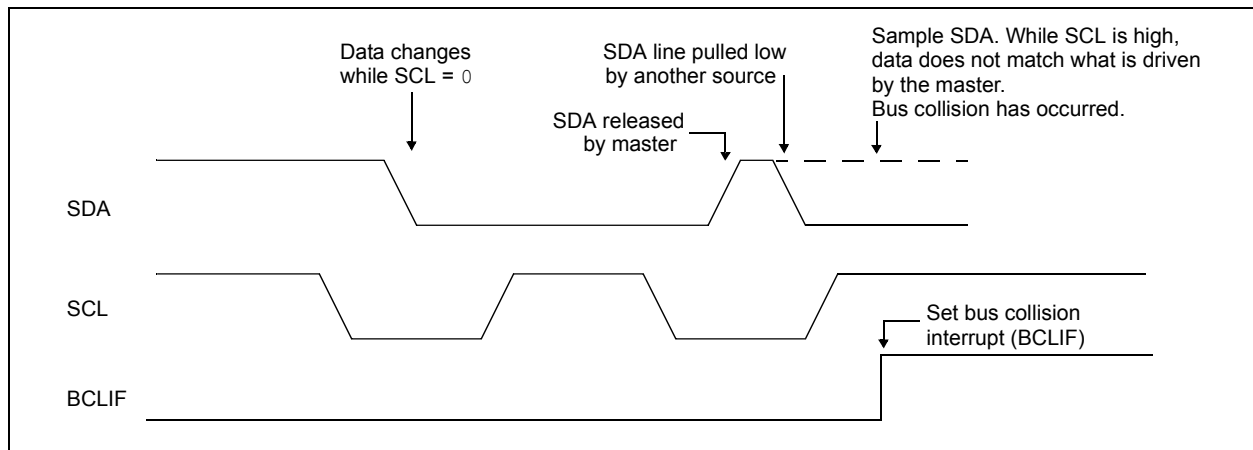 Data changes
while SCL = 0
SDA line pulled low
by another source
Sample SDA. While SCL is high,
data does not match what is driven
by the master.
Bus collision has occurred.
SDA released
by master
SDA
SCL
Set bus collision
interrupt (BCLIF)
BCLIF